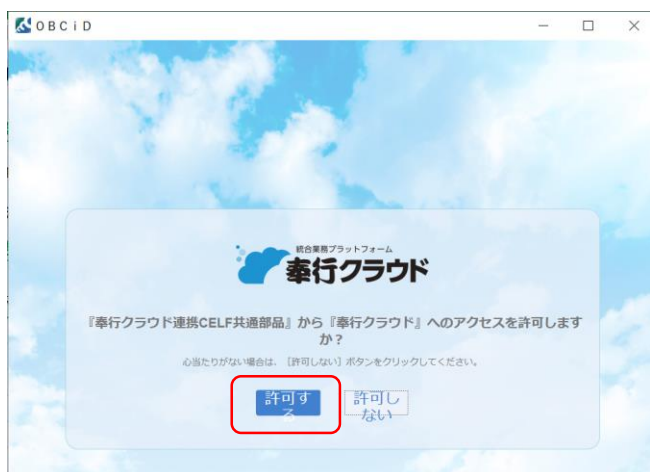 OBCiD
統合業務プラットフォーム
奉行クラウド
『奉行クラウド連携CELF共通部品』から『奉行クラウド』へのアクセスを許可します
か？
心当たりがない場合は、［許可しない］ボタンをクリックしてください。
許可す
る
許可し
ない